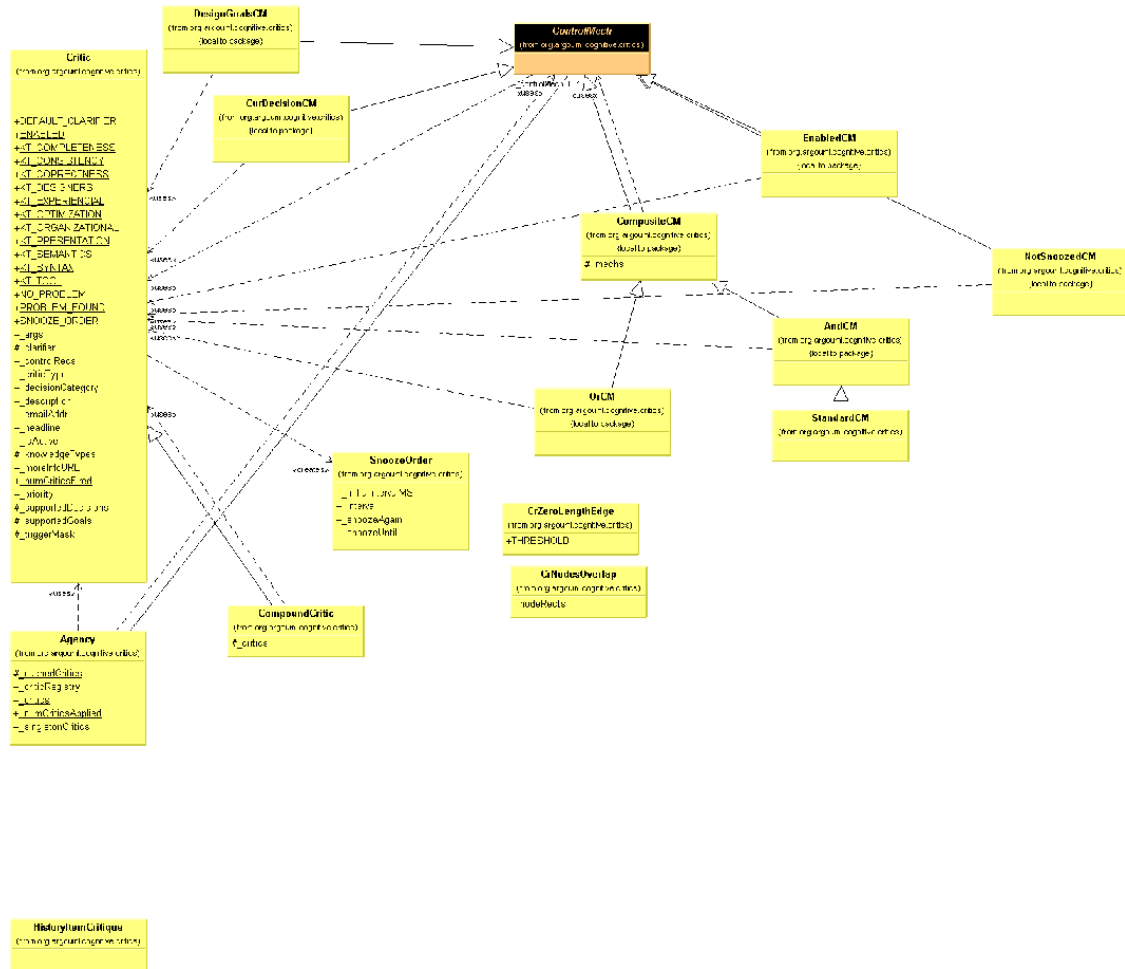 DesignGoalsCM
(from org.argouml.cognitive.critics)
{local to package}
ControlMech
(from org.argouml.cognitive.critics)
Critic
(from org.argouml.cognitive.critics)
+DEFAULT_CLARIFIER
+ENABLED
+KT_COMPLETENESS
+KT_CONSISTENCY
+KT_CORRECTNESS
+KT_DESIGNERS
+KT_EXPERIENCIAL
+KT_OPTIMIZATION
+KT_ORGANIZATIONAL
+KT_PRESENTATION
+KT_SEMANTICS
+KT_SYNTAX
+KT_TOOL
+NO_PROBLEM
+PROBLEM_FOUND
+SNOOZE_ORDER
-_args
#_clarifier
-_controlRecs
-_criticType
-_decisionCategory
-_description
_emailAddr
-_headline
_isActive
#_knowledgeTypes
-_moreInfoURL
+_numCriticsFired
-_priority
#_supportedDecisions
#_supportedGoals
#_triggerMask
CurDecisionCM
(from org.argouml.cognitive.critics)
{local to package}
_controlMech
«uses»
«uses»
EnabledCM
(from org.argouml.cognitive.critics)
{local to package}
«uses»
CompositeCM
(from org.argouml.cognitive.critics)
{local to package}
#_mechs
NotSnoozedCM
(from org.argouml.cognitive.critics)
{local to package}
«uses»
«uses»
«uses»
«uses»
AndCM
(from org.argouml.cognitive.critics)
{local to package}
OrCM
(from org.argouml.cognitive.critics)
{local to package}
StandardCM
(from org.argouml.cognitive.critics)
«uses»
«creates»
SnoozeOrder
(from org.argouml.cognitive.critics)
_initialIntervalMS
-_interval
-_snoozeAgain
_snoozeUntil
CrZeroLengthEdge
(from org.argouml.cognitive.critics)
+THRESHOLD
CrNodesOverlap
(from org.argouml.cognitive.critics)
nodeRects
«uses»
CompoundCritic
(from org.argouml.cognitive.critics)
#_critics
Agency
(from org.argouml.cognitive.critics)
#_cachedCritics
-_criticRegistry
+_numCriticsApplied
-_singletonCritics
HistoryItemCritique
(from org.argouml.cognitive.critics)